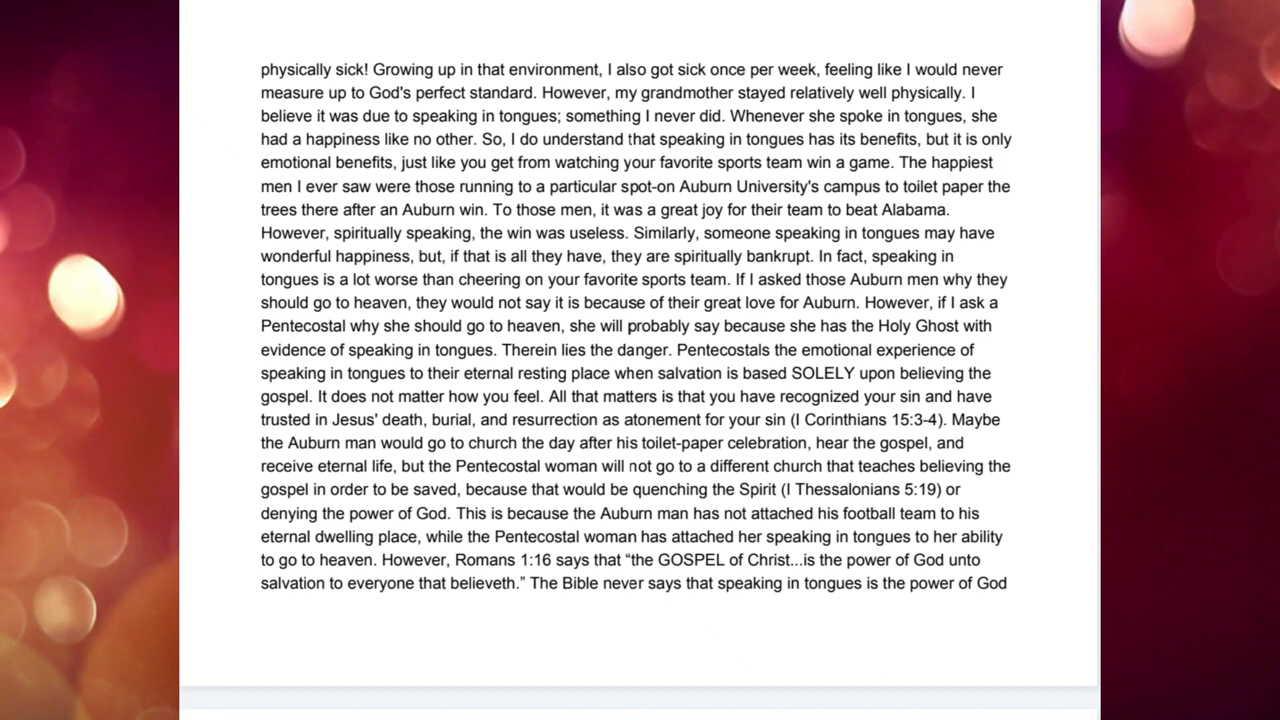 physically sick! Growing up in that environment, I also got sick once per week, feeling like I would never
measure up to God's perfect standard. However, my grandmother stayed relatively well physically. I
believe it was due to speaking in tongues; something I never did. Whenever she spoke in tongues, she
had a happiness like no other. So, I do understand that speaking in tongues has its benefits, but it is only
emotional benefits, just like you get from watching your favorite sports team win a game. The happiest
men I ever saw were those running to a particular spot-on Auburn University's campus to toilet paper the
trees there after an Auburn win. To those men, it was a great joy for their team to beat Alabama.
However, spiritually speaking, the win was useless. Similarly, someone speaking in tongues may have
wonderful happiness, but, if that is all they have, they are spiritually bankrupt. In fact, speaking in
tongues is a lot worse than cheering on your favorite sports team. If I asked those Auburn men why they
should go to heaven, they would not say it is because of their great love for Auburn. However, if I ask a
Pentecostal why she should go to heaven, she will probably say because she has the Holy Ghost with
evidence of speaking in tongues. Therein lies the danger. Pentecostals the emotional experience of
speaking in tongues to their eternal resting place when salvation is based SOLELY upon believing the
gospel. It does not matter how you feel. All that matters is that you have recognized your sin and have
trusted in Jesus' death, burial, and resurrection as atonement for your sin (I Corinthians 15:3-4). Maybe
the Auburn man would go to church the day after his toilet-paper celebration, hear the gospel, and
receive eternal life, but the Pentecostal woman will not go to a different church that teaches believing the
gospel in order to be saved, because that would be quenching the Spirit (I Thessalonians 5:19) or
denying the power of God. This is because the Auburn man has not attached his football team to his
eternal dwelling place, while the Pentecostal woman has attached her speaking in tongues to her ability
to go to heaven. However, Romans 1:16 says that “the GOSPEL of Christ...is the power of God unto
salvation to everyone that believeth.” The Bible never says that speaking in tongues is the power of God